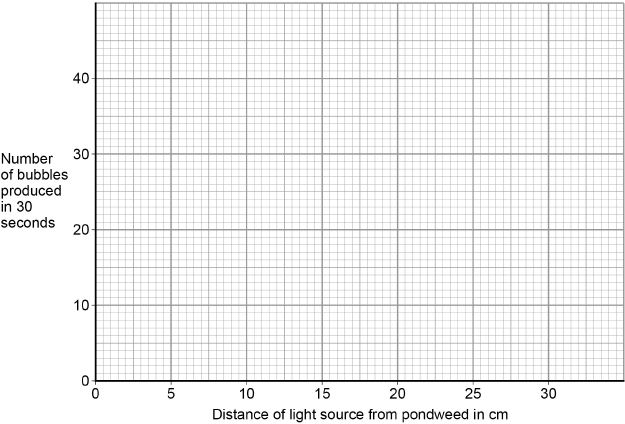 40
Number
of bubbles
produced
in 30
seconds
30
20
10
0
0 5 10 15 20 25 30
Distance of light source from pondweed in cm